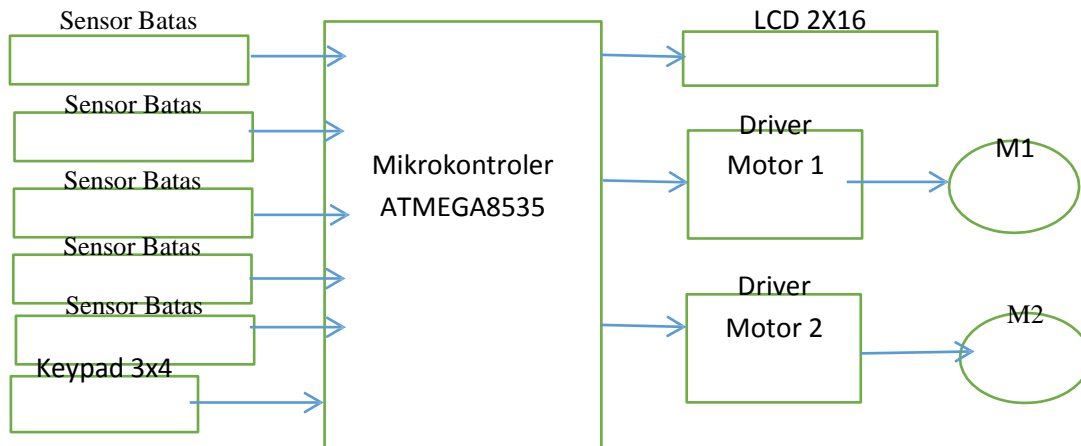 Sensor Batas
Sensor Batas
Sensor Batas
Sensor Batas
Sensor Batas
Keypad 3x4
Mikrokontroler
ATMEGA8535
LCD 2X16
Driver
Motor 1
M1
Driver
Motor 2
M2